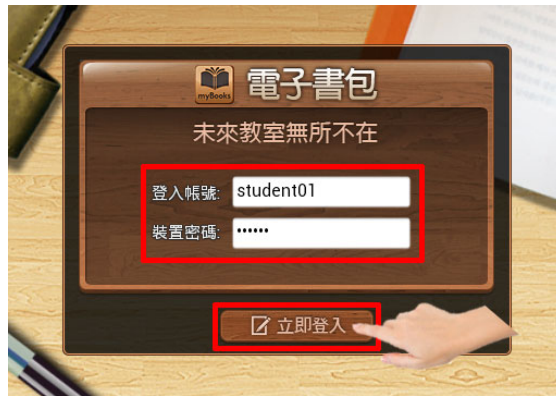 myBooks
電子書包
未來教室無所不在
登入帳號: student01
裝置密碼: ••••••
立即登入